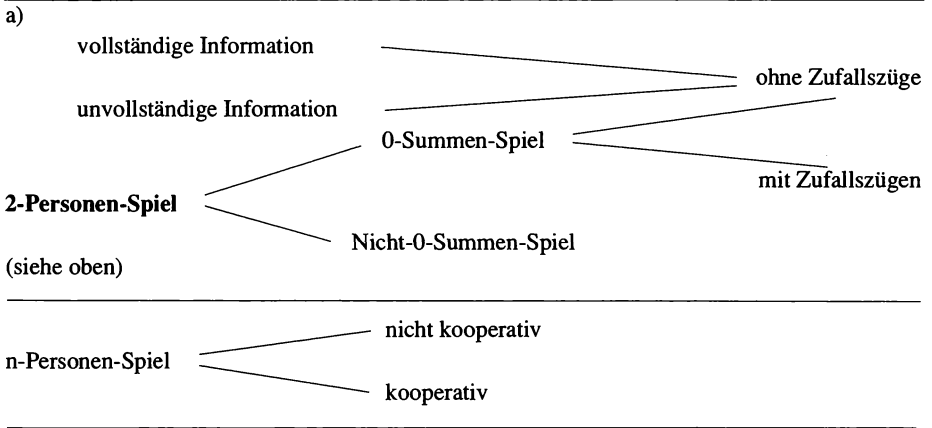 a)
vollständige Information
ohne Zufallszüge
unvollständige Information
0-Summen-Spiel
mit Zufallszügen
2-Personen-Spiel
Nicht-0-Summen-Spiel
(siehe oben)
nicht kooperativ
n-Personen-Spiel
kooperativ